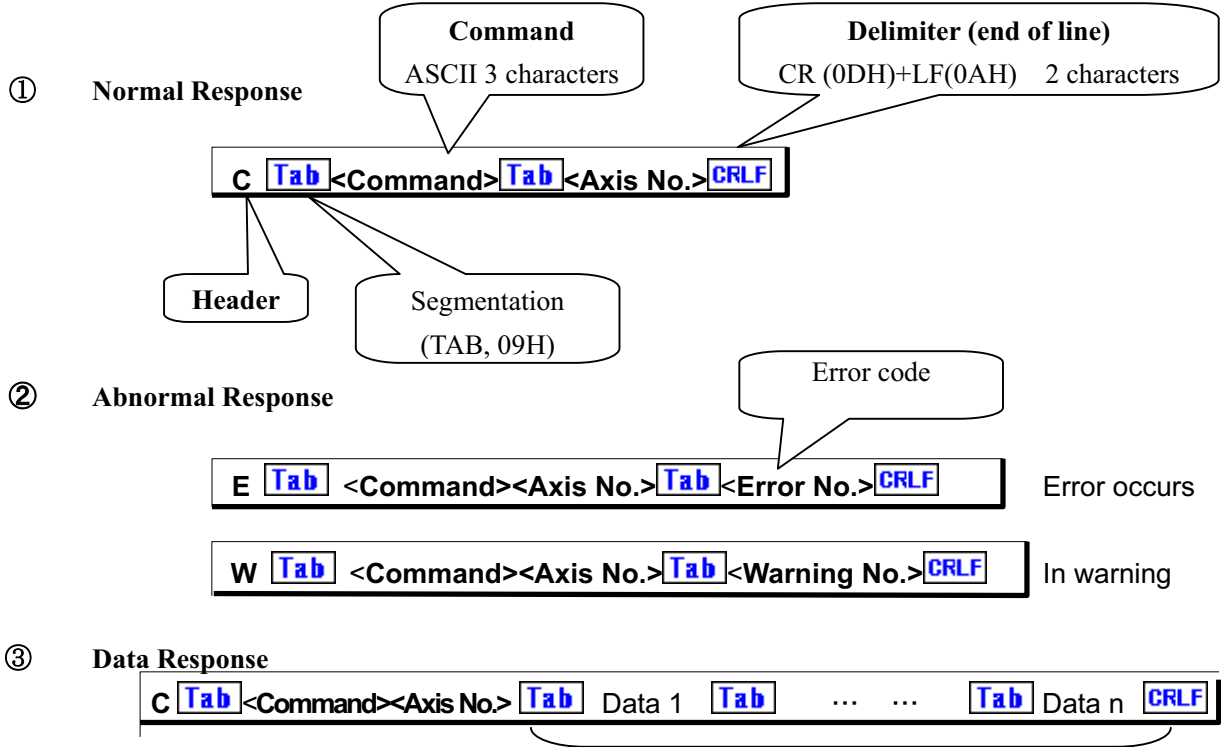 Command
ASCII 3 characters
Delimiter (end of line)
CR (0DH)+LF(0AH) 2 characters
① Normal Response
C Tab <Command> Tab <Axis No.> CRLF
Header
Segmentation
(TAB, 09H)
Error code
② Abnormal Response
E Tab <Command><Axis No.> Tab <Error No.> CRLF Error occurs
W Tab <Command><Axis No.> Tab <Warning No.> CRLF In warning
③ Data Response
C Tab <Command><Axis No.> Tab Data 1 Tab … … Tab Data n CRLF